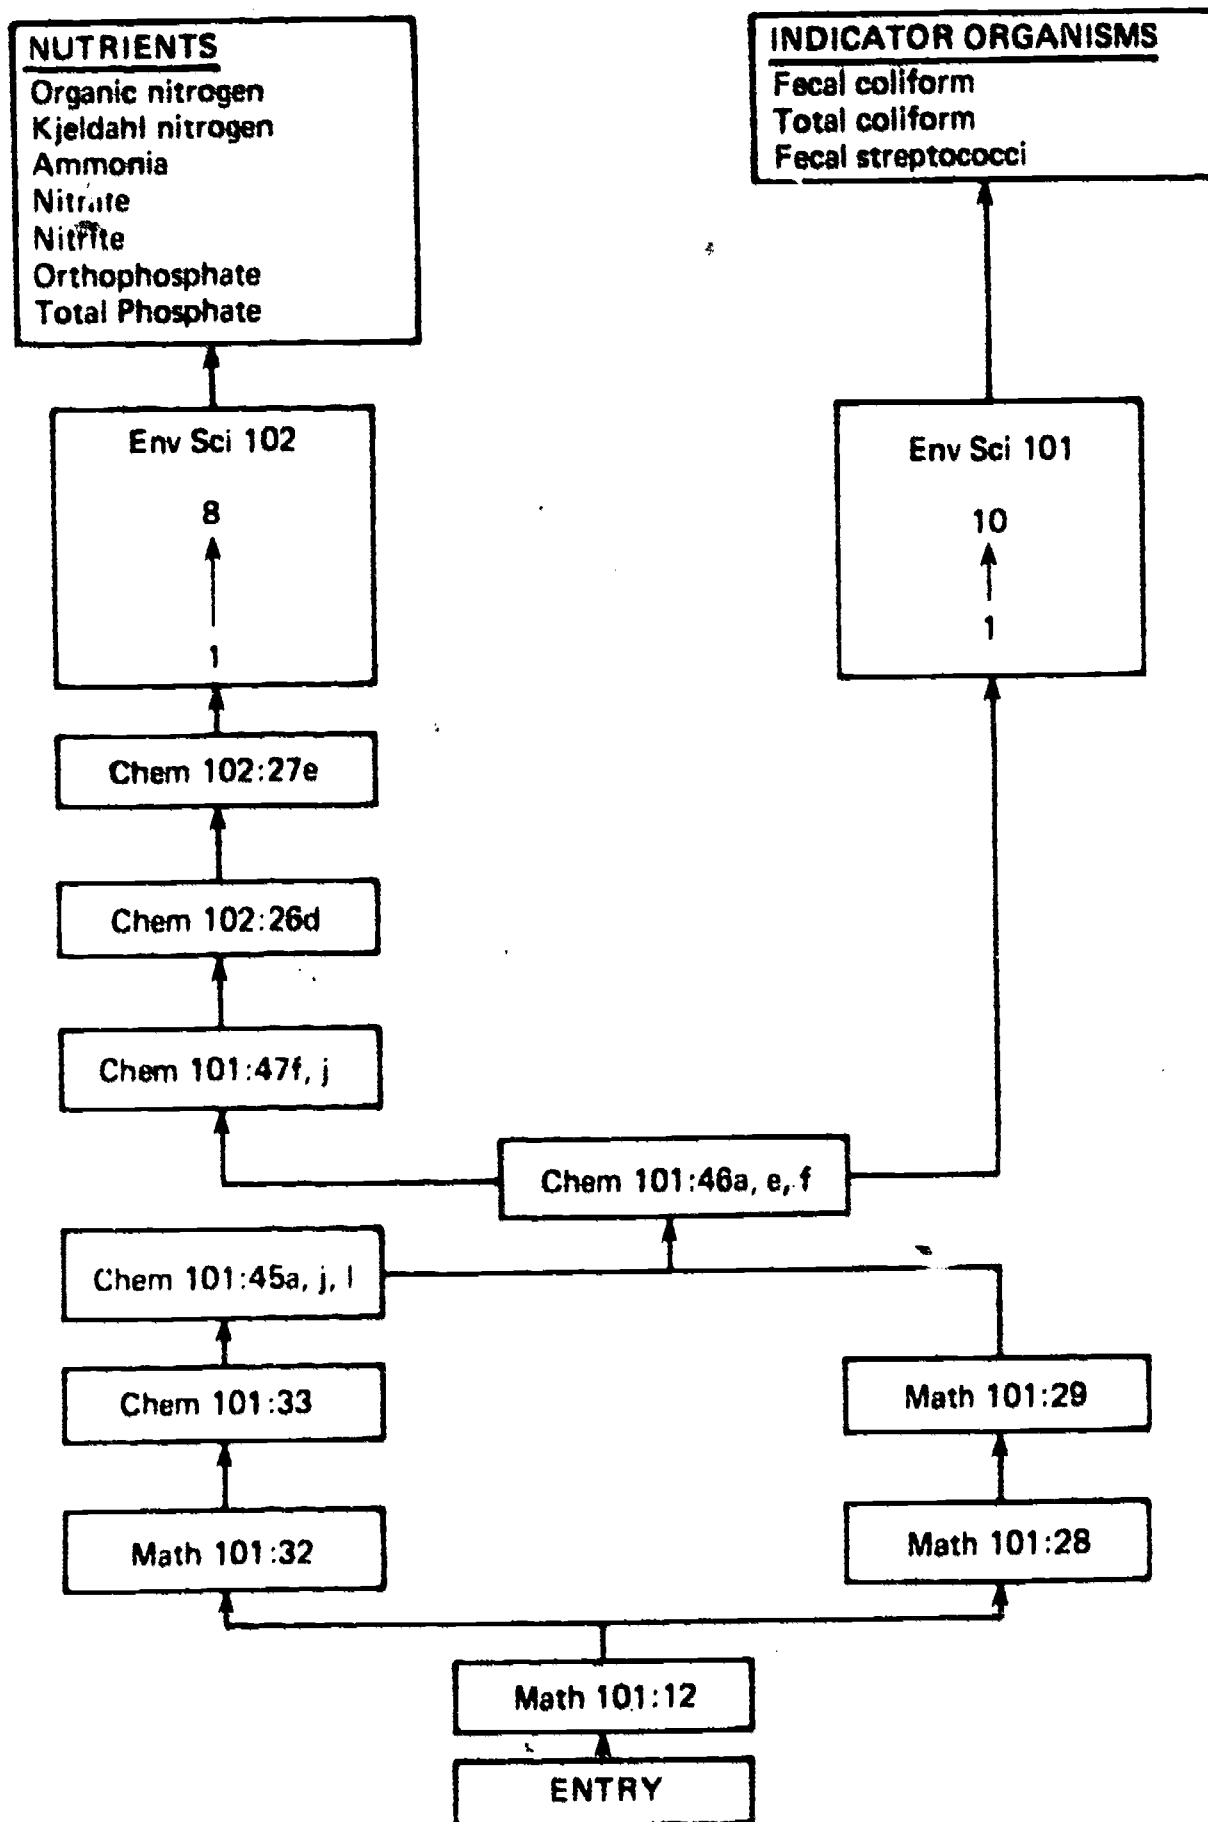 NUTRIENTS
Organic nitrogen
Kjeldahl nitrogen
Ammonia
Nitrate
Nitrite
Orthophosphate
Total Phosphate
INDICATOR ORGANISMS
Fecal coliform
Total coliform
Fecal streptococci
Env Sci 102
8
1
Env Sci 101
10
1
Chem 102:27e
Chem 102:26d
Chem 101:47f, j
Chem 101:46a, e, f
Chem 101:45a, j, l
Chem 101:33
Math 101:29
Math 101:32
Math 101:28
Math 101:12
ENTRY